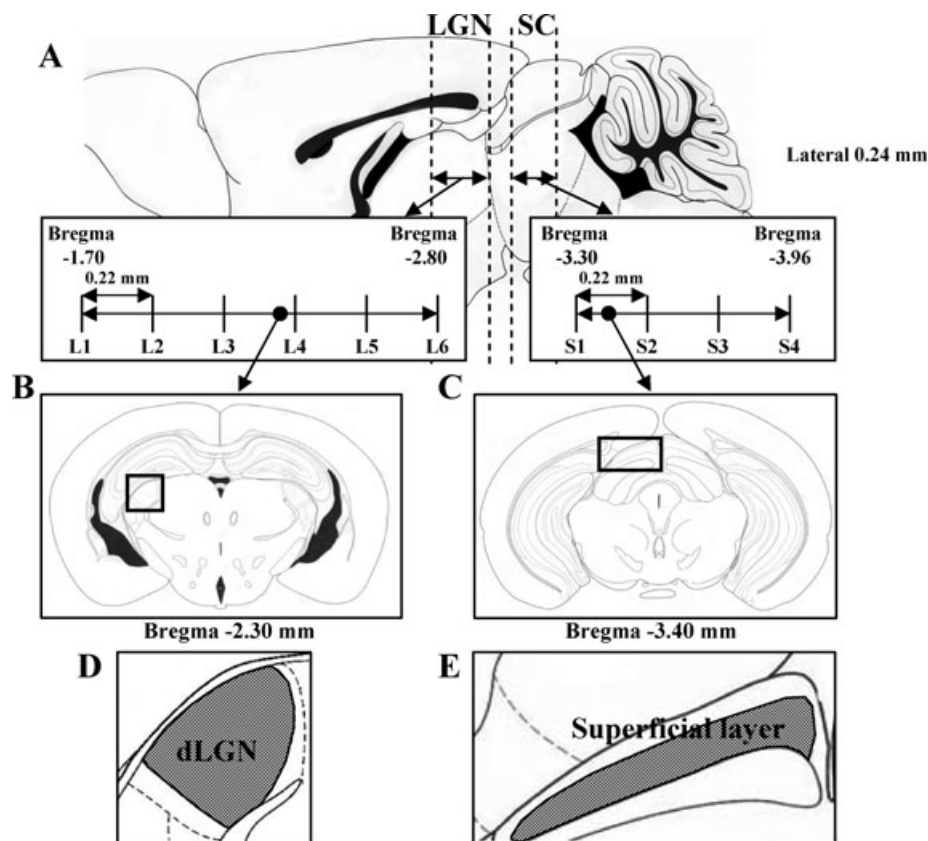 LGN SC
A
Lateral 0.24 mm
Bregma
-1.70
Bregma
-2.80
0.22 mm
L1 L2 L3 L4 L5 L6
Bregma
-3.30
Bregma
-3.96
0.22 mm
S1 S2 S3 S4
B
Bregma -2.30 mm
C
Bregma -3.40 mm
D
dLGN
E
Superficial layer